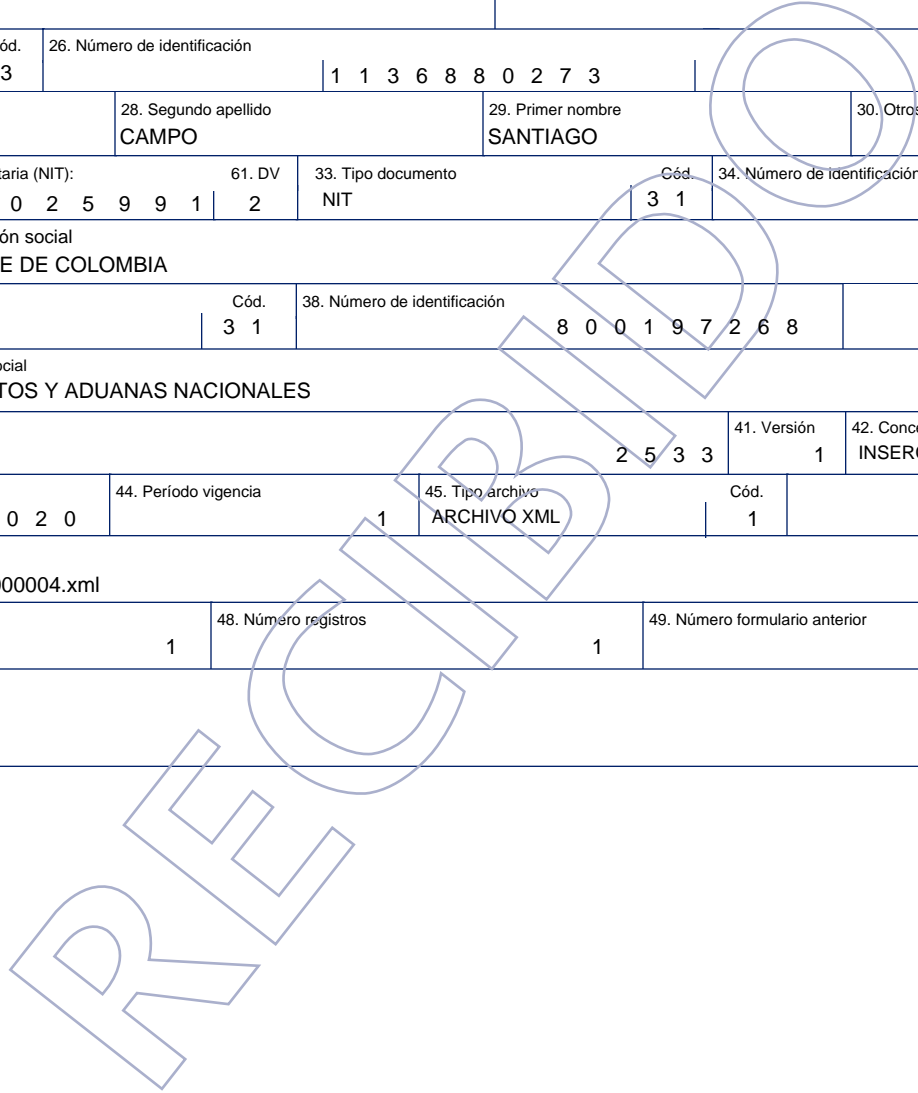 ód. 26. Número de identificación
3 1 1 3 6 8 8 0 2 7 3
28. Segundo apellido 29. Primer nombre 30. Otros
CAMPO SANTIAGO
taria (NIT): 61. DV 33. Tipo documento Cód. 34. Número de identificación
0 2 5 9 9 1 2 NIT 3 1
ón social
E DE COLOMBIA
Cód. 38. Número de identificación
3 1 8 0 0 1 9 7 2 6 8
ocial
TOS Y ADUANAS NACIONALES
41. Versión 42. Conce
2 5 3 3 1 INSERC
44. Período vigencia 45. Tipo archivo Cód.
0 2 0 1 ARCHIVO XML 1
000004.xml
48. Número registros 49. Número formulario anterior
1 1
RECIBIDO